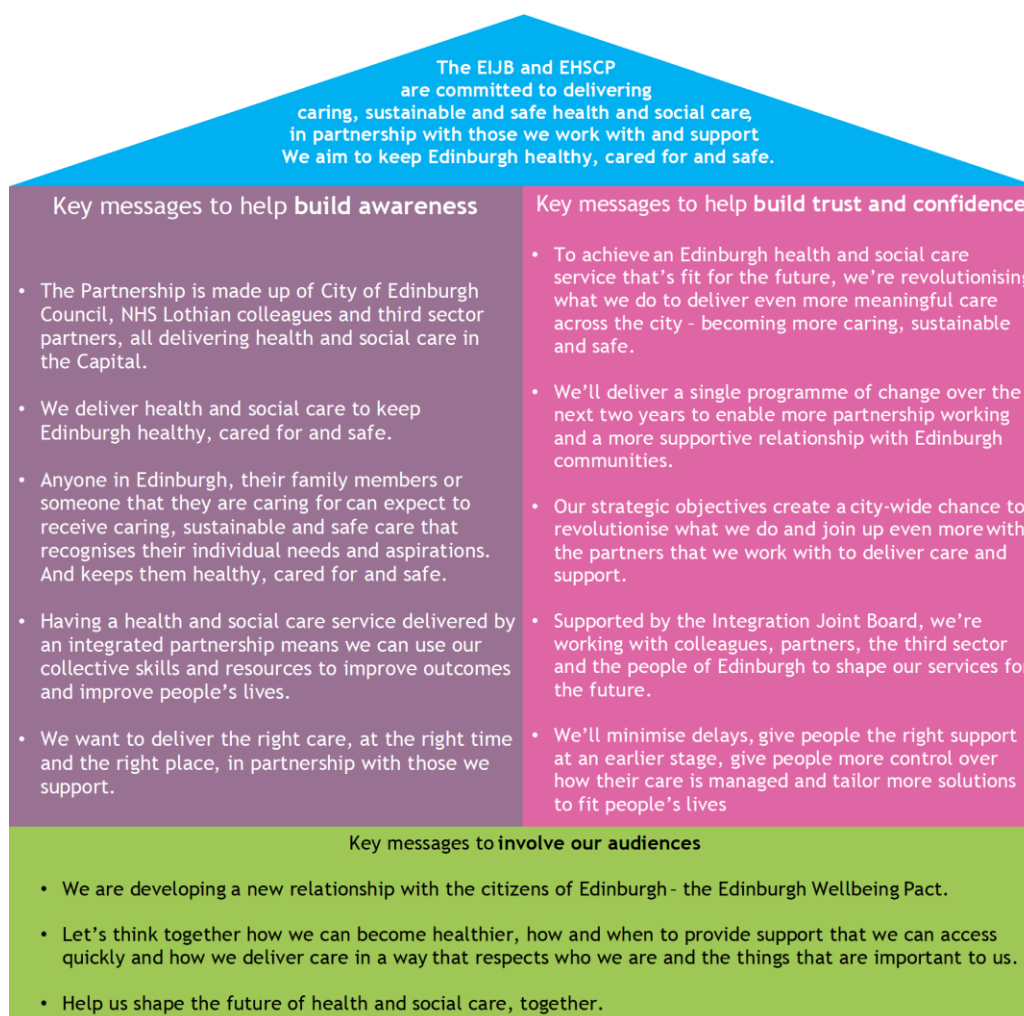 The EIJB and EHSCP
are committed to delivering
caring, sustainable and safe health and social care,
in partnership with those we work with and support
We aim to keep Edinburgh healthy, cared for and safe.
Key messages to help build awareness
• The Partnership is made up of City of Edinburgh
Council, NHS Lothian colleagues and third sector
partners, all delivering health and social care in
the Capital.
• We deliver health and social care to keep
Edinburgh healthy, cared for and safe.
• Anyone in Edinburgh, their family members or
someone that they are caring for can expect to
receive caring, sustainable and safe care that
recognises their individual needs and aspirations.
And keeps them healthy, cared for and safe.
• Having a health and social care service delivered by
an integrated partnership means we can use our
collective skills and resources to improve outcomes
and improve people’s lives.
• We want to deliver the right care, at the right time
and the right place, in partnership with those we
support.
Key messages to help build trust and confidence
• To achieve an Edinburgh health and social care
service that’s fit for the future, we’re revolutionising
what we do to deliver even more meaningful care
across the city – becoming more caring, sustainable
and safe.
• We’ll deliver a single programme of change over the
next two years to enable more partnership working
and a more supportive relationship with Edinburgh
communities.
• Our strategic objectives create a city-wide chance to
revolutionise what we do and join up even more with
the partners that we work with to deliver care and
support.
• Supported by the Integration Joint Board, we’re
working with colleagues, partners, the third sector
and the people of Edinburgh to shape our services for
the future.
• We’ll minimise delays, give people the right support
at an earlier stage, give people more control over
how their care is managed and tailor more solutions
to fit people’s lives
Key messages to involve our audiences
• We are developing a new relationship with the citizens of Edinburgh – the Edinburgh Wellbeing Pact.
• Let’s think together how we can become healthier, how and when to provide support that we can access
quickly and how we deliver care in a way that respects who we are and the things that are important to us.
• Help us shape the future of health and social care, together.